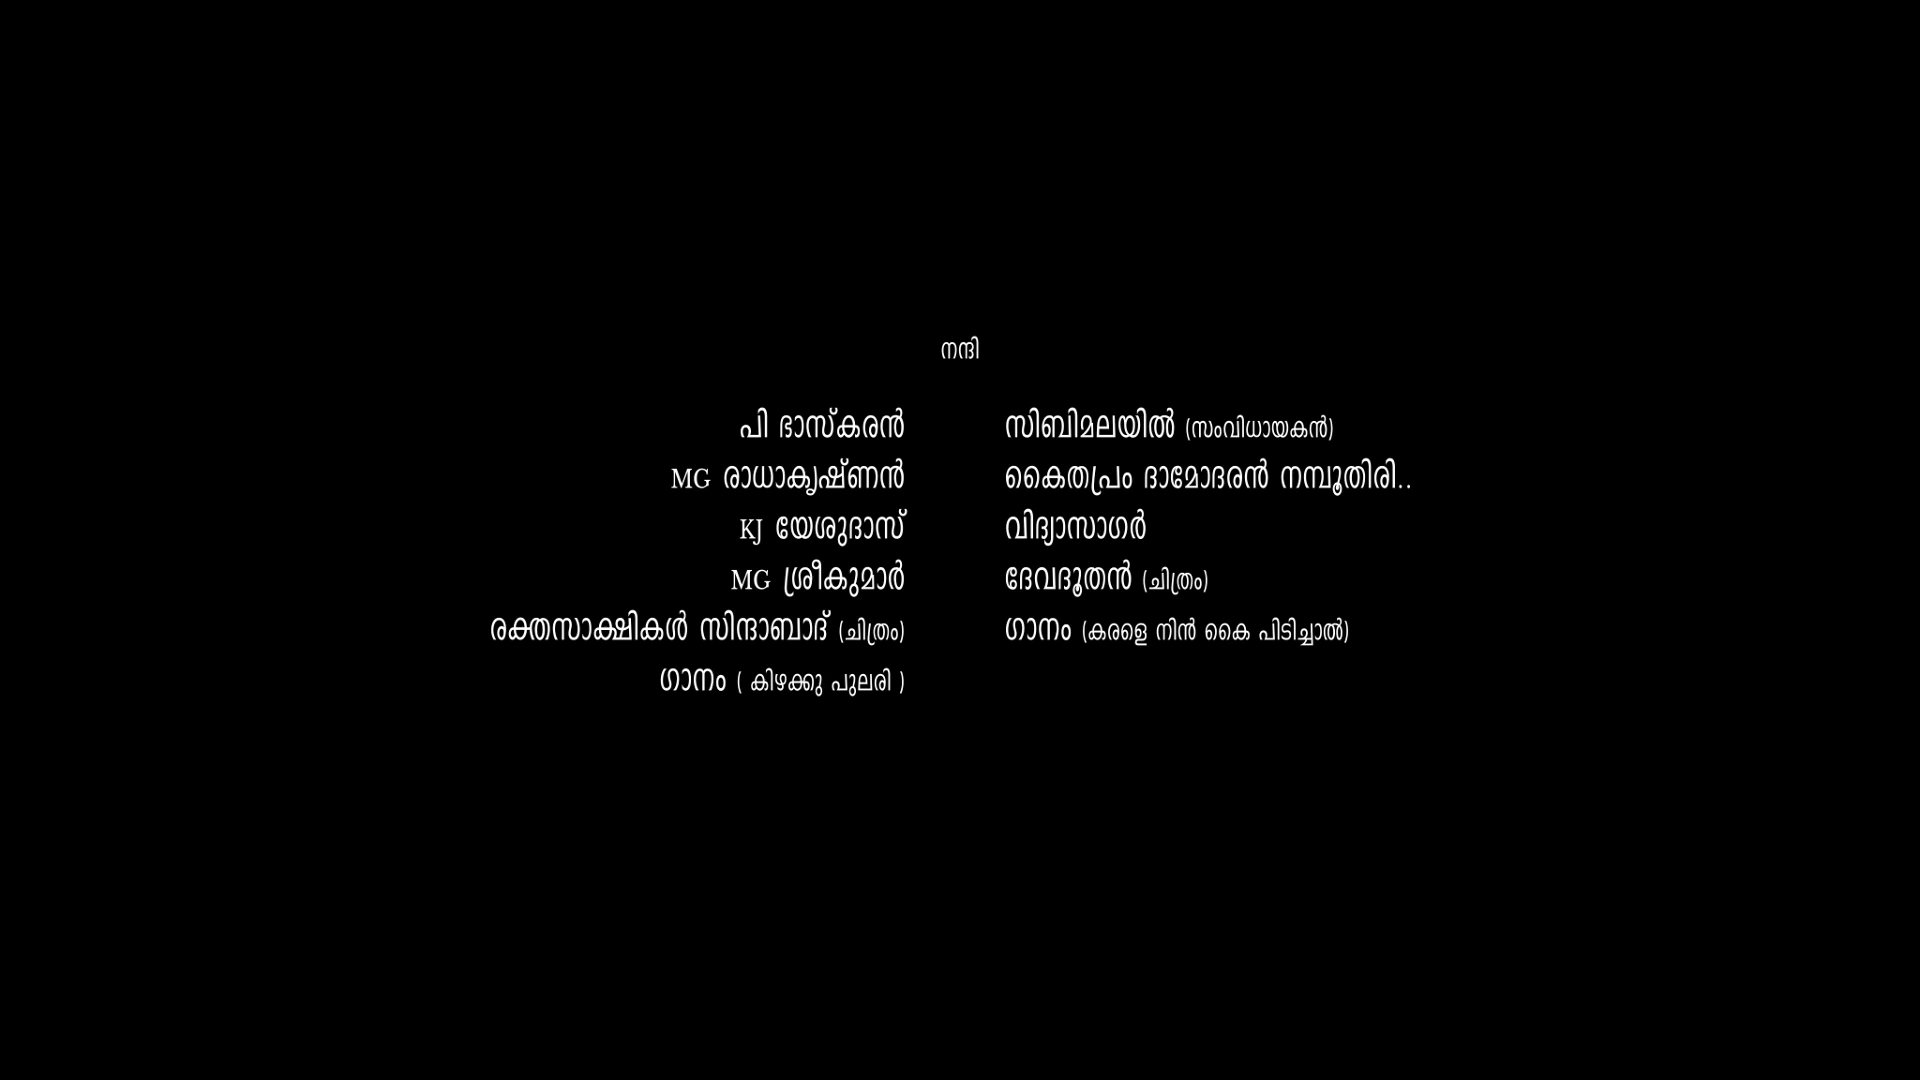 നന്ദി
പി ഭാസ്കരൻ
MG രാധാകൃഷ്ണൻ
KJ യേശുദാസ്
MG ശ്രീകുമാർ
രക്തസാക്ഷികൾ സിന്ദാബാദ് (ചിത്രം)
ഗാനം ( കിഴക്കു പുലരി )
സിബിമലയിൽ (സംവിധായകൻ)
കൈതപ്രം ദാമോദരൻ നമ്പൂതിരി..
വിദ്യാസാഗർ
ദേവദൂതൻ (ചിത്രം)
ഗാനം (കരളെ നിൻ കൈ പിടിച്ചാൽ)